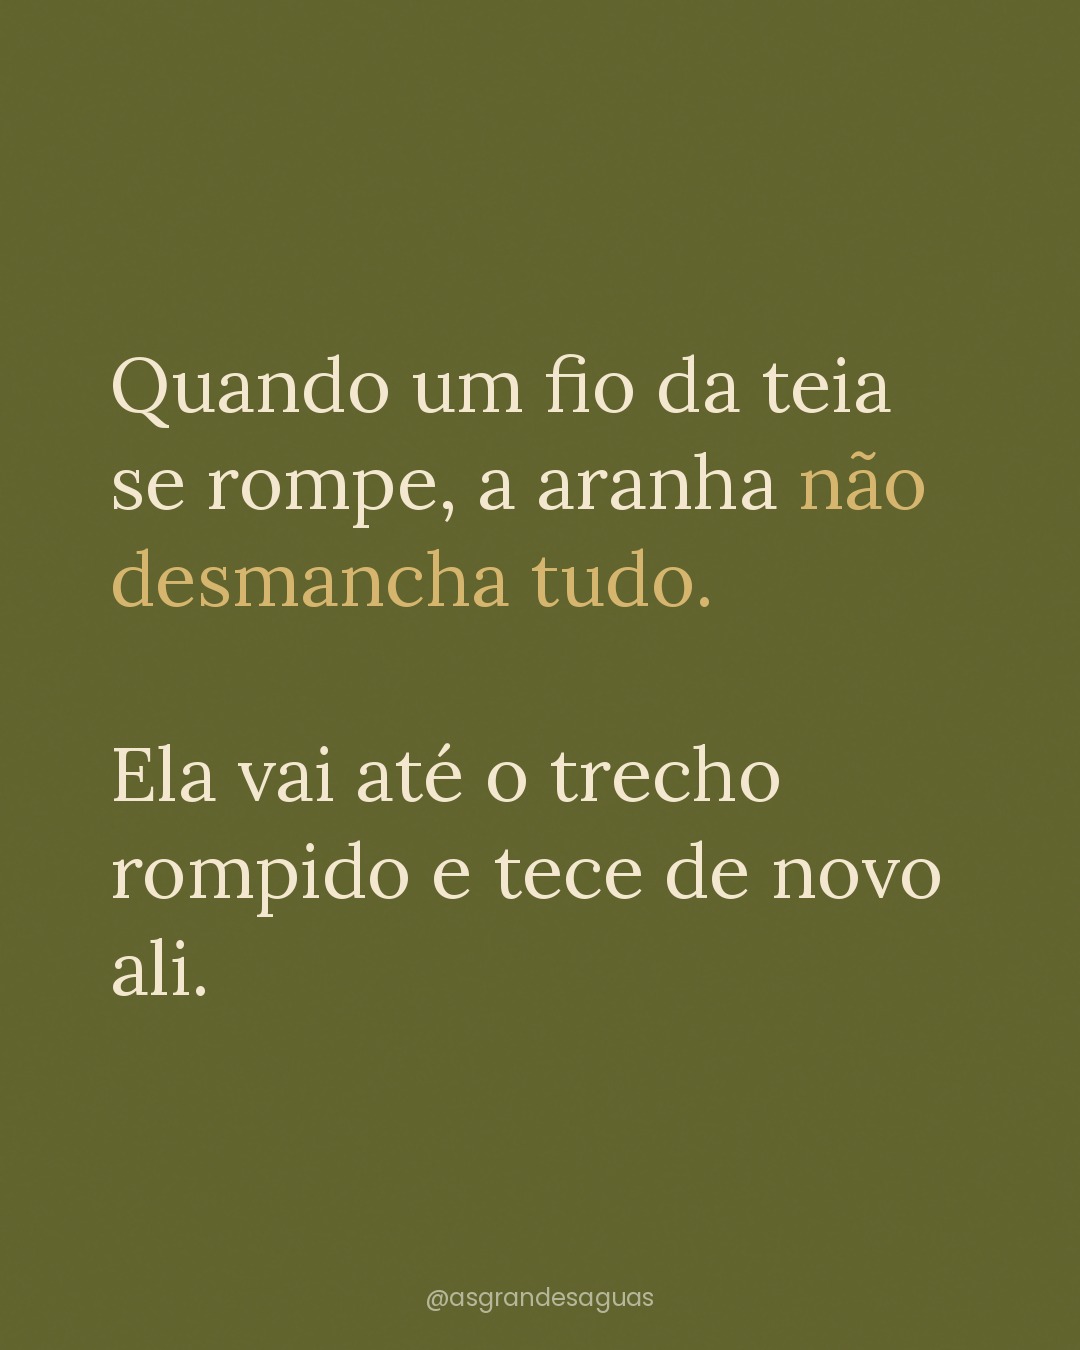 Quando um fio da teia
se rompe, a aranha não
desmancha tudo.
Ela vai até o trecho
rompido e tece de novo
ali.
@asgrandesaguas